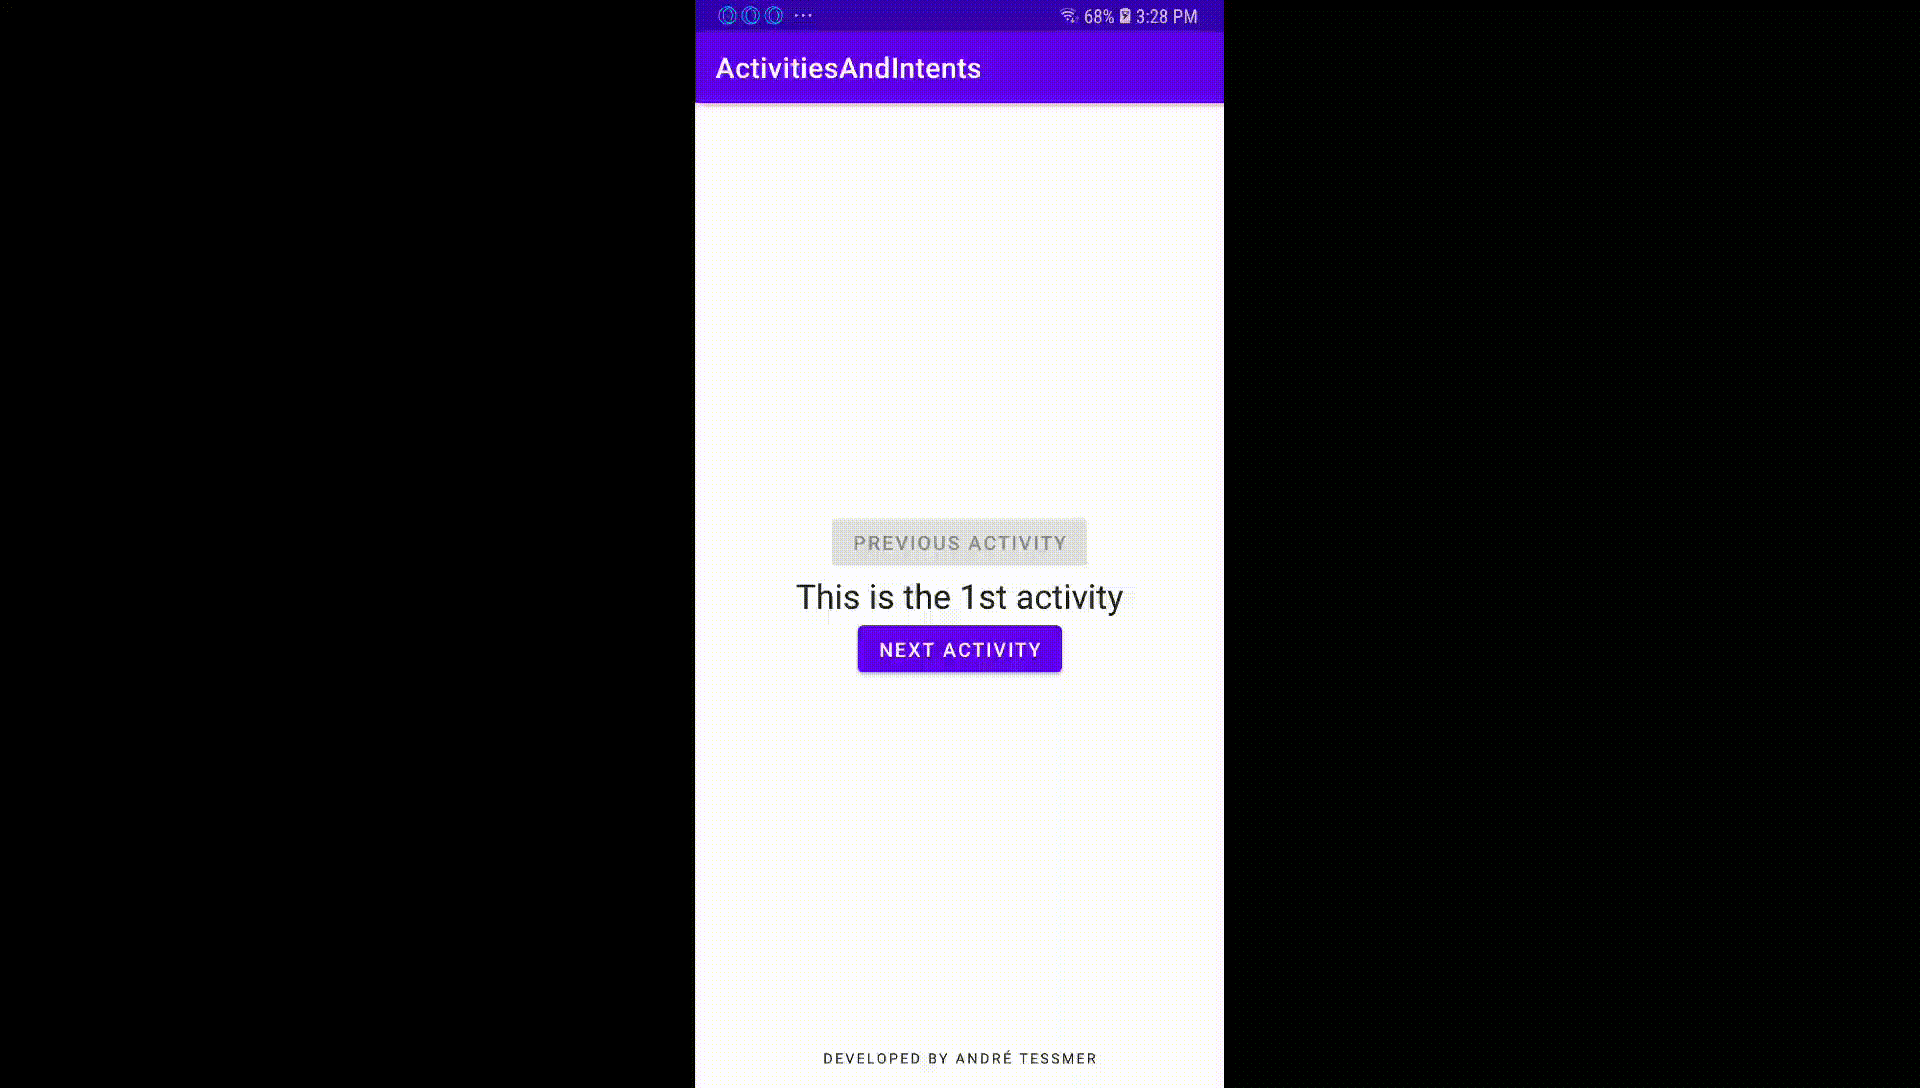 68% 3:28 PM
ActivitiesAndIntents
PREVIOUS ACTIVITY
This is the 1st activity
NEXT ACTIVITY
DEVELOPED BY ANDRÉ TESSMER